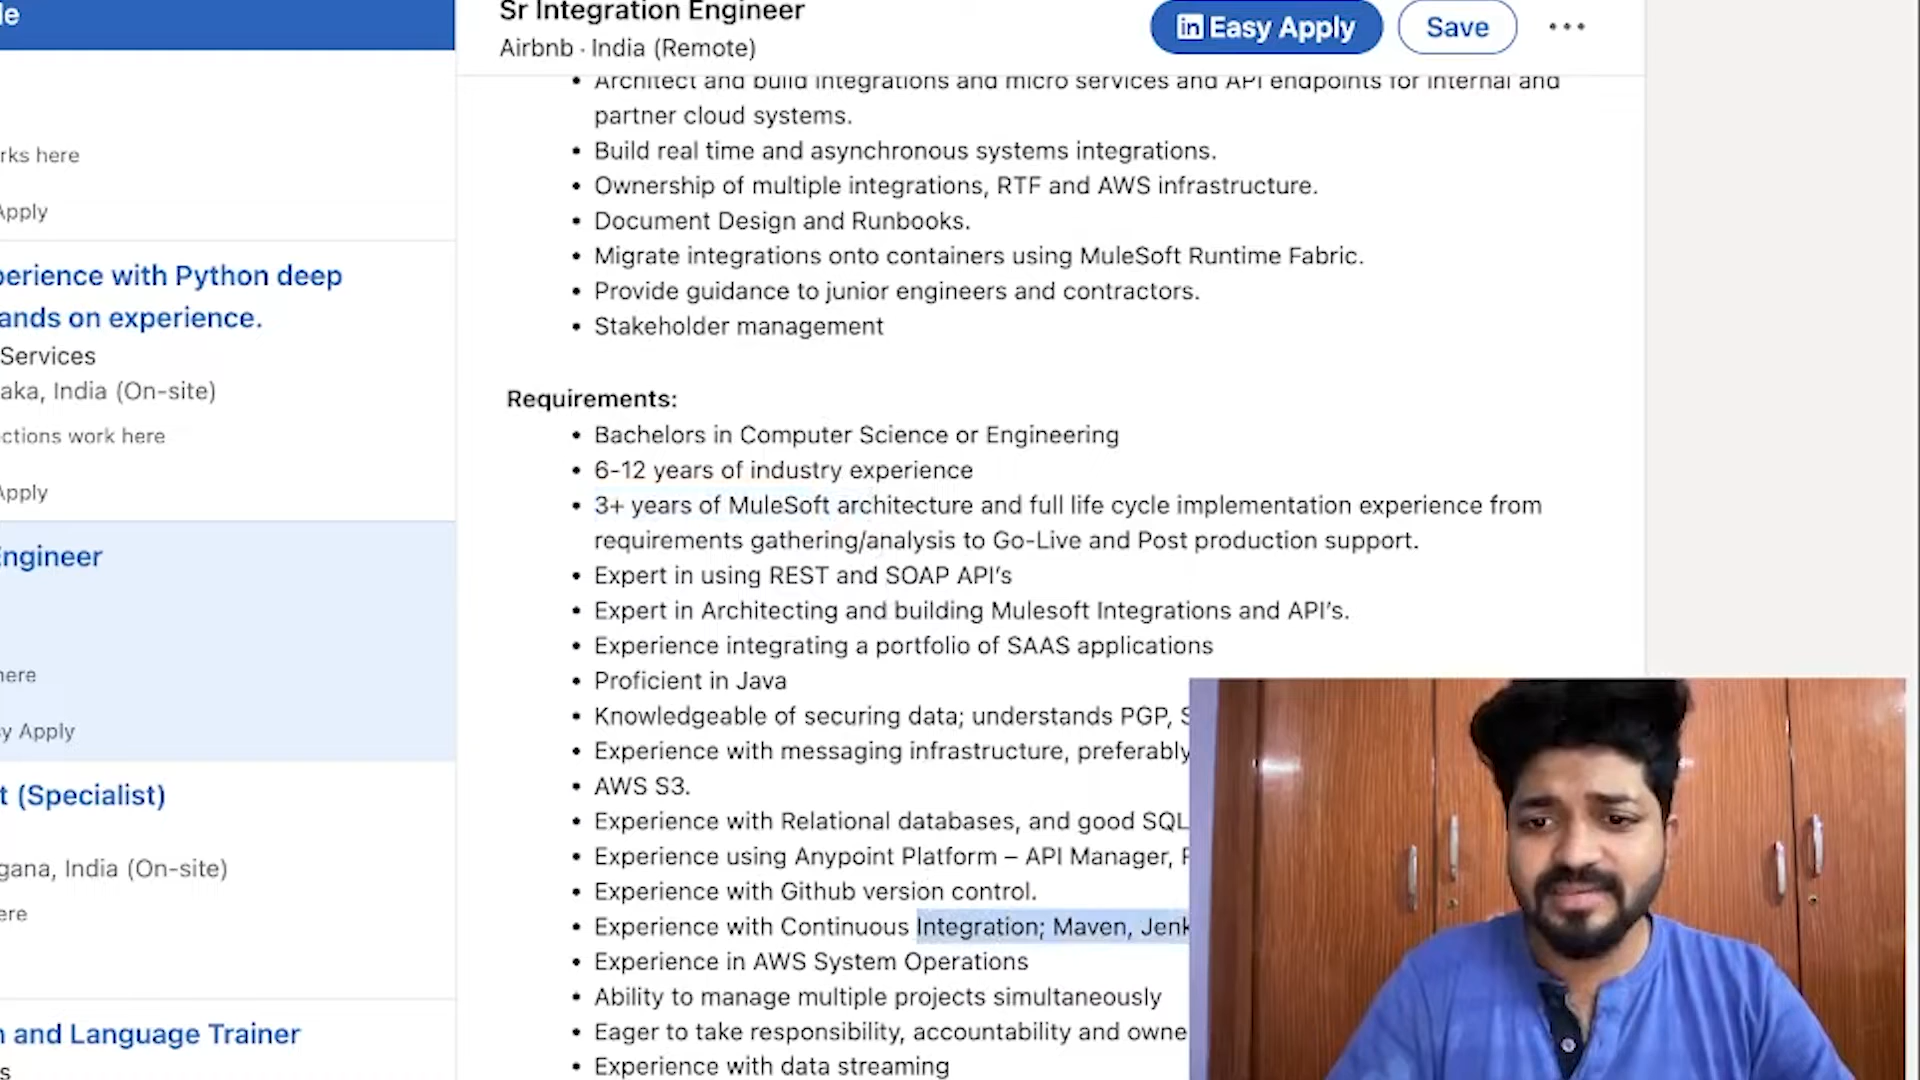 le
Sr Integration Engineer
Airbnb · India (Remote)
in Easy Apply
Save
rks here
Apply
perience with Python deep
ands on experience.
Services
aka, India (On-site)
ctions work here
Apply
Engineer
here
y Apply
t (Specialist)
gana, India (On-site)
ere
n and Language Trainer
s
• Architect and build integrations and micro services and API endpoints for internal and
partner cloud systems.
• Build real time and asynchronous systems integrations.
• Ownership of multiple integrations, RTF and AWS infrastructure.
• Document Design and Runbooks.
• Migrate integrations onto containers using MuleSoft Runtime Fabric.
• Provide guidance to junior engineers and contractors.
• Stakeholder management
Requirements:
• Bachelors in Computer Science or Engineering
• 6-12 years of industry experience
• 3+ years of MuleSoft architecture and full life cycle implementation experience from
requirements gathering/analysis to Go-Live and Post production support.
• Expert in using REST and SOAP API’s
• Expert in Architecting and building Mulesoft Integrations and API’s.
• Experience integrating a portfolio of SAAS applications
• Proficient in Java
• Knowledgeable of securing data; understands PGP, S
• Experience with messaging infrastructure, preferably
• AWS S3.
• Experience with Relational databases, and good SQL
• Experience using Anypoint Platform – API Manager,
• Experience with Github version control.
• Experience with Continuous Integration; Maven, Jenk
• Experience in AWS System Operations
• Ability to manage multiple projects simultaneously
• Eager to take responsibility, accountability and owne
• Experience with data streaming